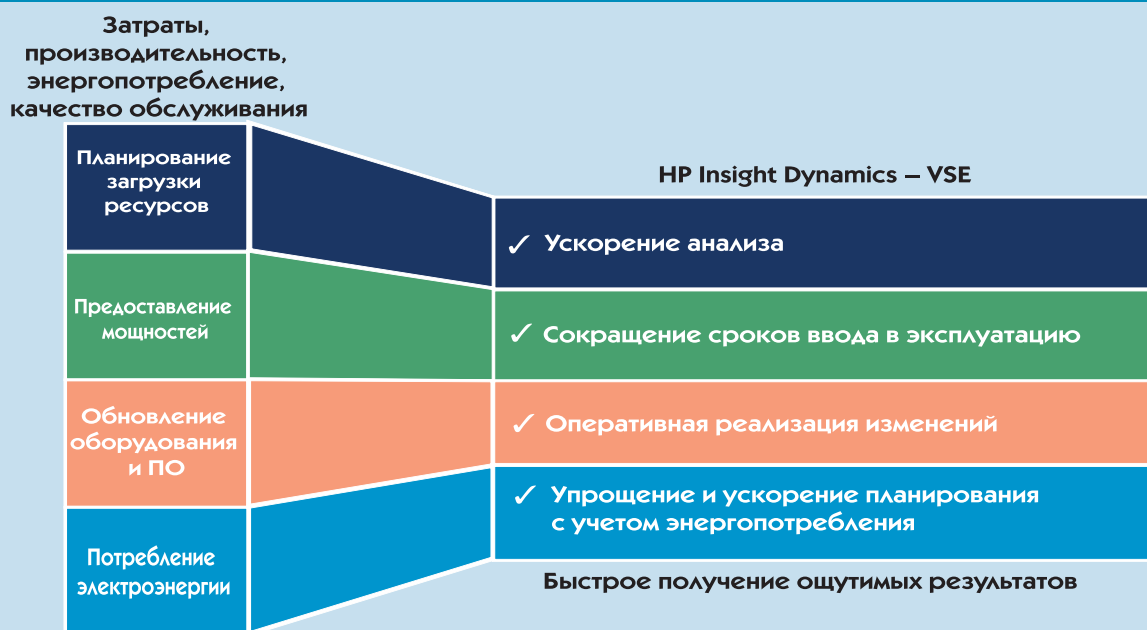 Затраты,
производительность,
энергопотребление,
качество обслуживания
Планирование
загрузки
ресурсов
Предоставление
мощностей
Обновление
оборудования
и ПО
Потребление
электроэнергии
HP Insight Dynamics – VSE
✓ Ускорение анализа
✓ Сокращение сроков ввода в эксплуатацию
✓ Оперативная реализация изменений
✓ Упрощение и ускорение планирования
с учетом энергопотребления
Быстрое получение ощутимых результатов